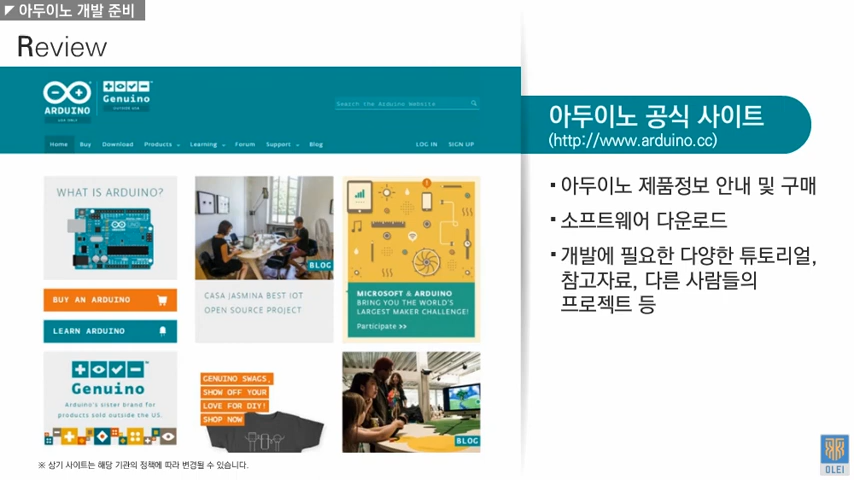 아두이노 개발 준비
Review
ARDUINO
Genuino
Search the Arduino Website
Home Buy Download Products Learning Forum Support Blog LOG IN SIGN UP
아두이노 공식 사이트
(http://www.arduino.cc)
▪ 아두이노 제품정보 안내 및 구매
▪ 소프트웨어 다운로드
▪ 개발에 필요한 다양한 튜토리얼,
참고자료, 다른 사람들의
프로젝트 등
WHAT IS ARDUINO?
BUY AN ARDUINO
LEARN ARDUINO
BLOG
CASA JASMINA BEST IOT
OPEN SOURCE PROJECT
MICROSOFT & ARDUINO
BRING YOU THE WORLD'S
LARGEST MAKER CHALLENGE!
Participate >>
Genuino
Arduino's sister brand for
products sold outside the US.
GENUINO SWAGS,
SHOW OFF YOUR
LOVE FOR DIY!
SHOP NOW
BLOG
※ 상기 사이트는 해당 기관의 정책에 따라 변경될 수 있습니다.
OLEI